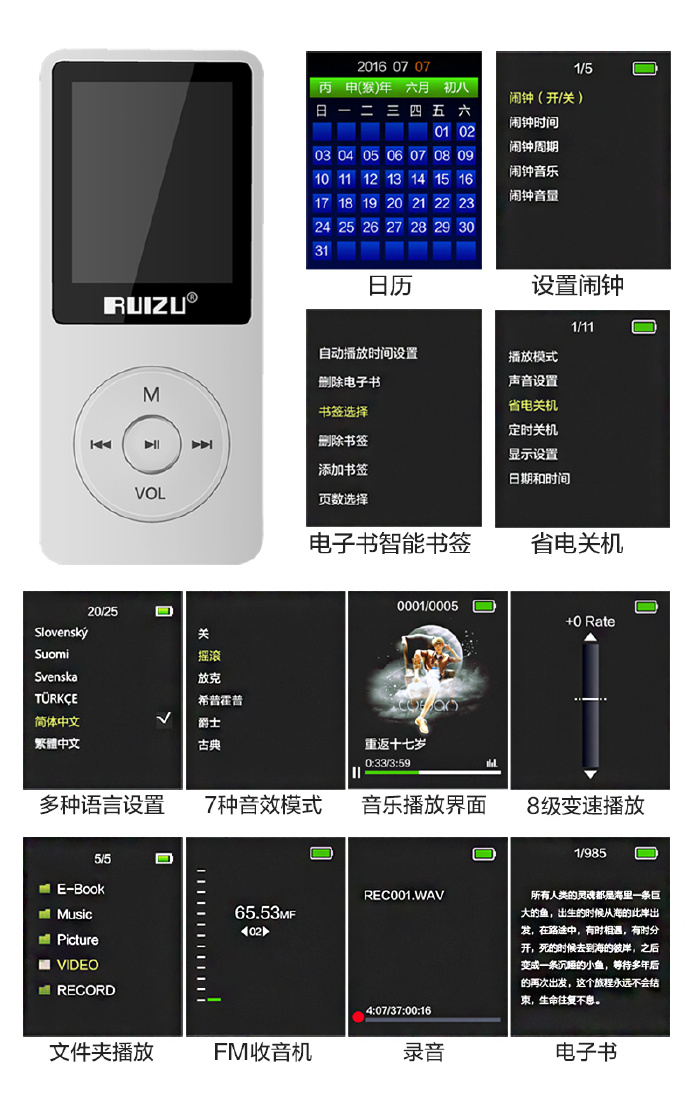 RUIZU®
M
VOL
2016 07 07
丙 申(猴)年 六月 初八
日 一 二 三 四 五 六
01 02
03 04 05 06 07 08 09
10 11 12 13 14 15 16
17 18 19 20 21 22 23
24 25 26 27 28 29 30
31
日历
1/5
闹钟（开/关）
闹钟时间
闹钟周期
闹钟音乐
闹钟音量
设置闹钟
自动播放时间设置
删除电子书
书签选择
删除书签
添加书签
页数选择
电子书智能书签
1/11
播放模式
声音设置
省电关机
定时关机
显示设置
日期和时间
省电关机
20/25
Slovenský
Suomi
Svenska
TÜRKÇE
简体中文
繁體中文
多种语言设置
关
摇滚
放克
希普霍普
爵士
古典
7种音效模式
0001/0005
重返十七岁
0:33/3:59
音乐播放界面
+0 Rate
8级变速播放
5/5
E-Book
Music
Picture
VIDEO
RECORD
文件夹播放
65.53MF
02
FM收音机
REC001.WAV
4:07/37:00:16
录音
1/985
所有人类的灵魂都是海里一条巨
大的鱼，出生的时候从海的此岸出
发，在路途中，有时相遇，有时分
开，死的时候去到海的彼岸，之后
变成一条沉睡的小鱼，等待多年后
的再次出发，这个旅程永远不会结
束，生命往复不息。
电子书